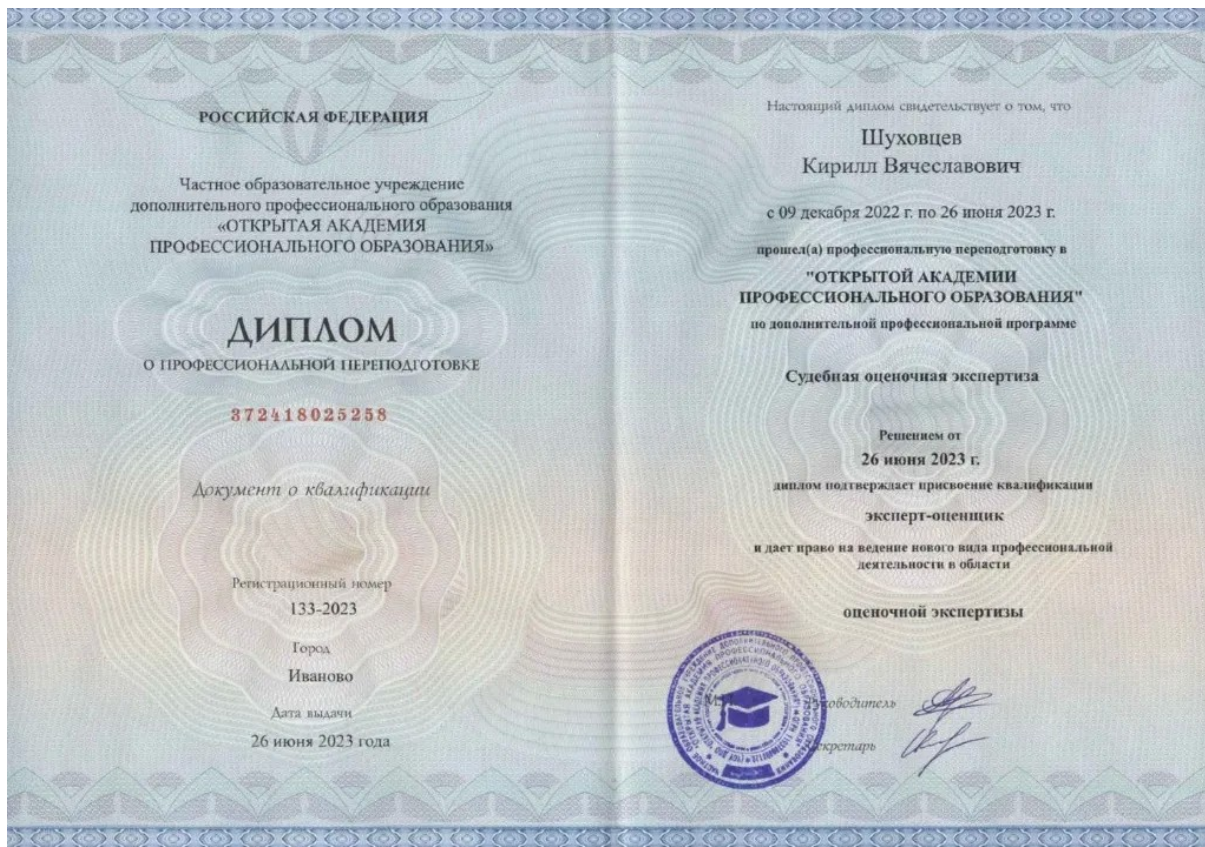 РОССИЙСКАЯ ФЕДЕРАЦИЯ
Частное образовательное учреждение
дополнительного профессионального образования
«ОТКРЫТАЯ АКАДЕМИЯ
ПРОФЕССИОНАЛЬНОГО ОБРАЗОВАНИЯ»
ДИПЛОМ
О ПРОФЕССИОНАЛЬНОЙ ПЕРЕПОДГОТОВКЕ
372418025258
Документ о квалификации
Регистрационный номер
133-2023
Город
Иваново
Дата выдачи
26 июня 2023 года
Настоящий диплом свидетельствует о том, что
Шуховцев
Кирилл Вячеславович
с 09 декабря 2022 г. по 26 июня 2023 г.
прошел(а) профессиональную переподготовку в
"ОТКРЫТОЙ АКАДЕМИИ
ПРОФЕССИОНАЛЬНОГО ОБРАЗОВАНИЯ"
по дополнительной профессиональной программе
Судебная оценочная экспертиза
Решением от
26 июня 2023 г.
диплом подтверждает присвоение квалификации
эксперт-оценщик
и дает право на ведение нового вида профессиональной
деятельности в области
оценочной экспертизы
Руководитель